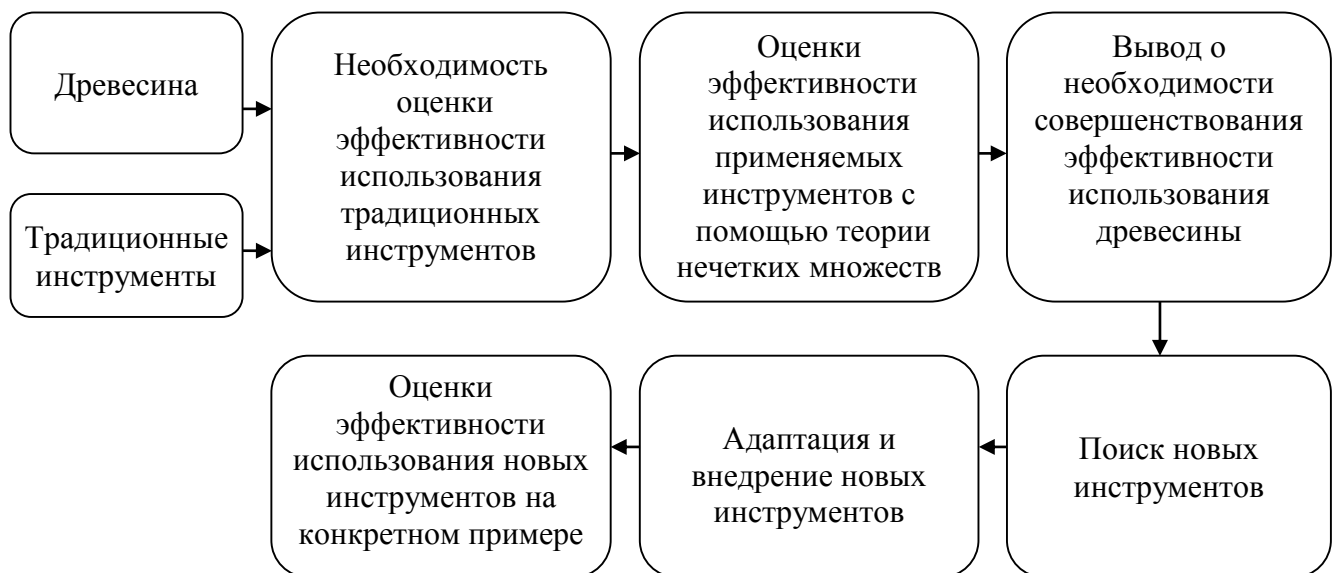 Древесина
Традиционные
инструменты
Необходимость
оценки
эффективности
использования
традиционных
инструментов
Оценки
эффективности
использования
применяемых
инструментов с
помощью теории
нечетких множеств
Вывод о
необходимости
совершенствования
эффективности
использования
древесины
Поиск новых
инструментов
Адаптация и
внедрение новых
инструментов
Оценки
эффективности
использования новых
инструментов на
конкретном примере